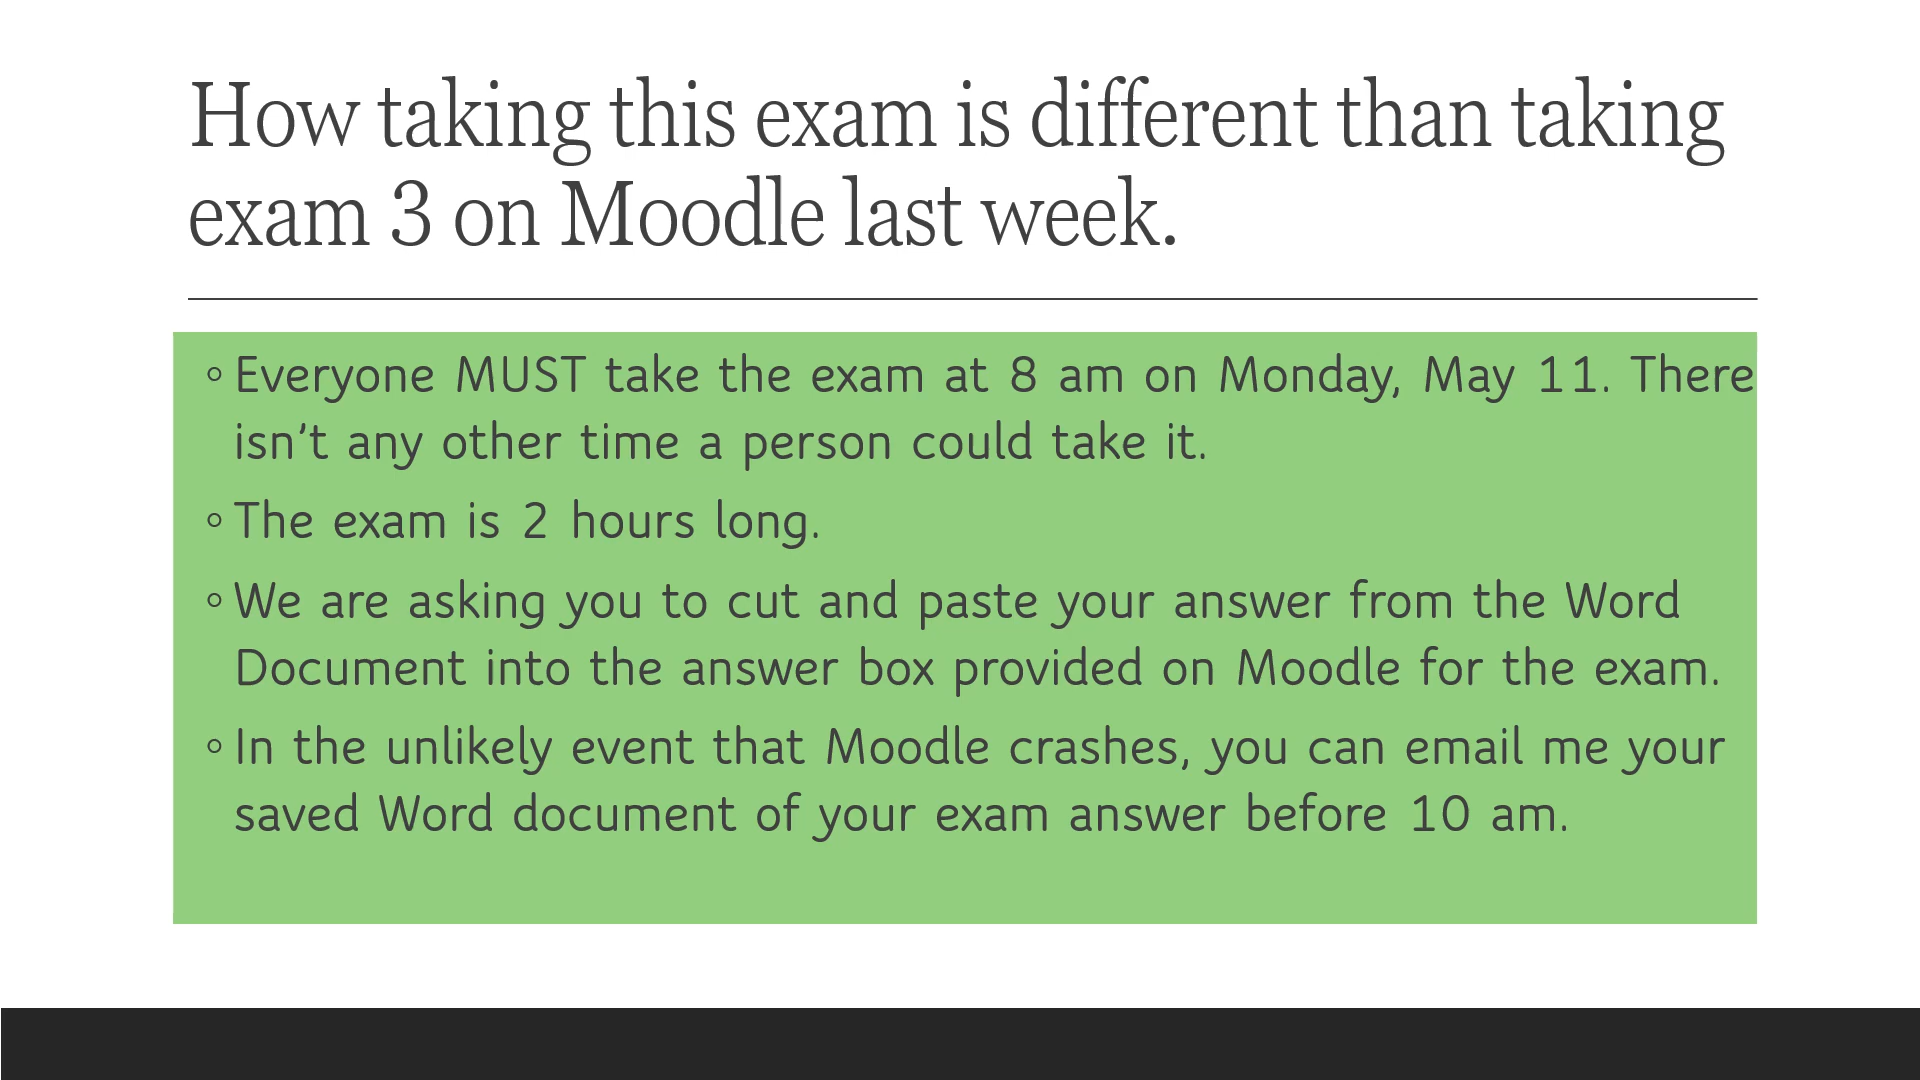 How taking this exam is different than taking
exam 3 on Moodle last week.
◦ Everyone MUST take the exam at 8 am on Monday, May 11. There
isn’t any other time a person could take it.
◦ The exam is 2 hours long.
◦ We are asking you to cut and paste your answer from the Word
Document into the answer box provided on Moodle for the exam.
◦ In the unlikely event that Moodle crashes, you can email me your
saved Word document of your exam answer before 10 am.